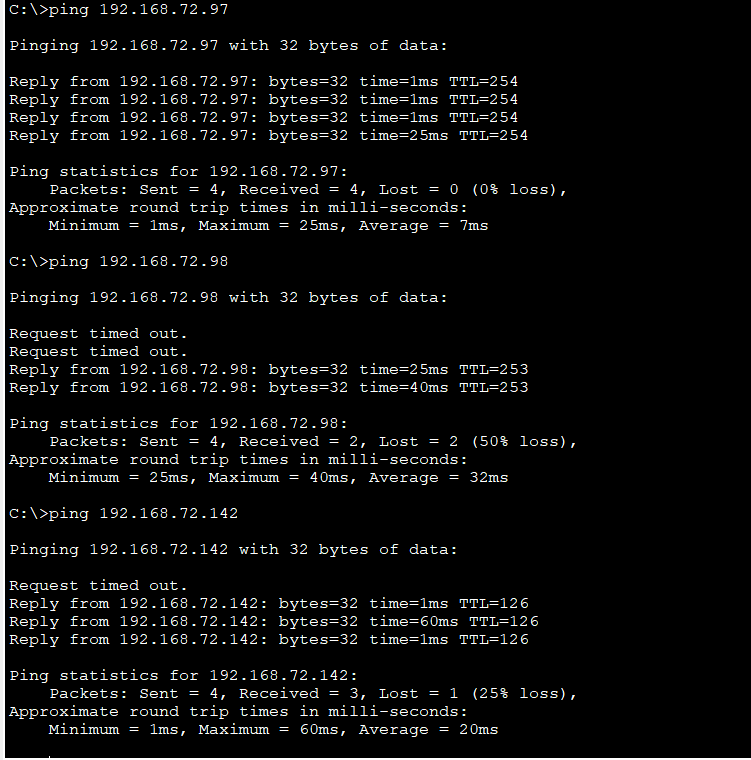 C:\>ping 192.168.72.97
Pinging 192.168.72.97 with 32 bytes of data:
Reply from 192.168.72.97: bytes=32 time=1ms TTL=254
Reply from 192.168.72.97: bytes=32 time=1ms TTL=254
Reply from 192.168.72.97: bytes=32 time=1ms TTL=254
Reply from 192.168.72.97: bytes=32 time=25ms TTL=254
Ping statistics for 192.168.72.97:
    Packets: Sent = 4, Received = 4, Lost = 0 (0% loss),
Approximate round trip times in milli-seconds:
    Minimum = 1ms, Maximum = 25ms, Average = 7ms
C:\>ping 192.168.72.98
Pinging 192.168.72.98 with 32 bytes of data:
Request timed out.
Request timed out.
Reply from 192.168.72.98: bytes=32 time=25ms TTL=253
Reply from 192.168.72.98: bytes=32 time=40ms TTL=253
Ping statistics for 192.168.72.98:
    Packets: Sent = 4, Received = 2, Lost = 2 (50% loss),
Approximate round trip times in milli-seconds:
    Minimum = 25ms, Maximum = 40ms, Average = 32ms
C:\>ping 192.168.72.142
Pinging 192.168.72.142 with 32 bytes of data:
Request timed out.
Reply from 192.168.72.142: bytes=32 time=1ms TTL=126
Reply from 192.168.72.142: bytes=32 time=60ms TTL=126
Reply from 192.168.72.142: bytes=32 time=1ms TTL=126
Ping statistics for 192.168.72.142:
    Packets: Sent = 4, Received = 3, Lost = 1 (25% loss),
Approximate round trip times in milli-seconds:
    Minimum = 1ms, Maximum = 60ms, Average = 20ms